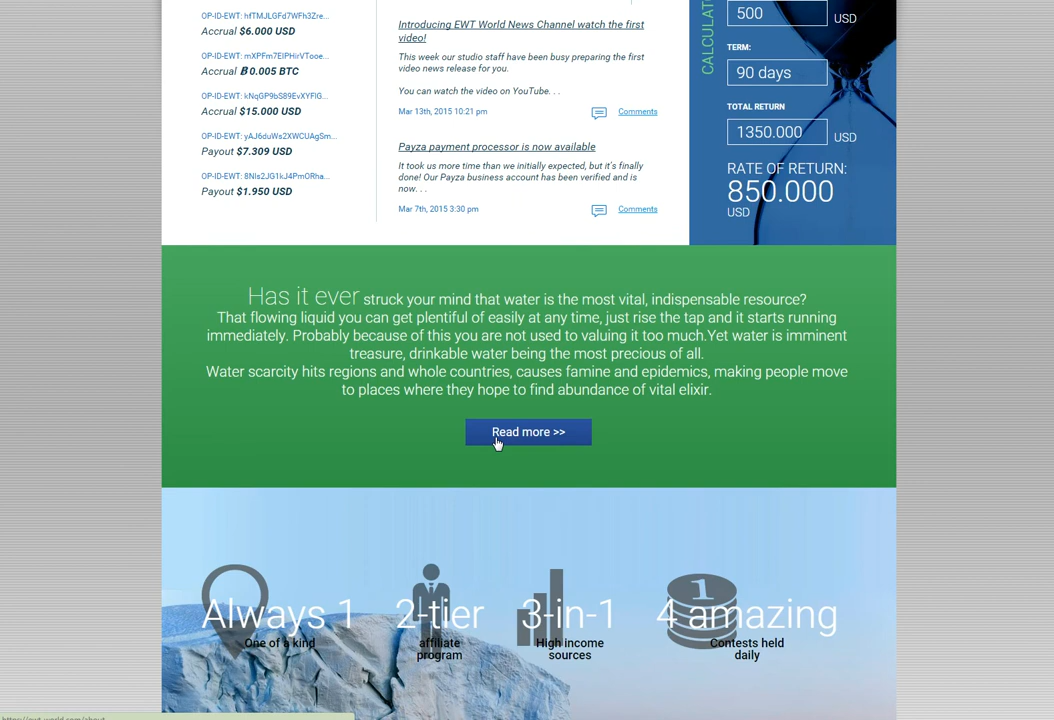 OP-ID-EWT: hfTMJLGFd7WFh3Zre...
Accrual $6.000 USD
OP-ID-EWT: mXPFm7EIPHirVTooe...
Accrual Ƀ0.005 BTC
OP-ID-EWT: kNqGP9bS89EvXYFlG...
Accrual $15.000 USD
OP-ID-EWT: yAJ6duWs2XWCUAgSm...
Payout $7.309 USD
OP-ID-EWT: 8Nls2JG1kJ4PmORha...
Payout $1.950 USD
Introducing EWT World News Channel watch the first
video!
This week our studio staff have been busy preparing the first
video news release for you.
You can watch the video on YouTube. . .
Mar 13th, 2015 10:21 pm
Comments
Payza payment processor is now available
It took us more time than we initially expected, but it's finally
done! Our Payza business account has been verified and is
now. . .
Mar 7th, 2015 3:30 pm
Comments
500 USD
TERM:
90 days
TOTAL RETURN
1350.000 USD
RATE OF RETURN:
850.000
USD
Has it ever struck your mind that water is the most vital, indispensable resource?
That flowing liquid you can get plentiful of easily at any time, just rise the tap and it starts running
immediately. Probably because of this you are not used to valuing it too much.Yet water is imminent
treasure, drinkable water being the most precious of all.
Water scarcity hits regions and whole countries, causes famine and epidemics, making people move
to places where they hope to find abundance of vital elixir.
Read more >>
1
Always 1
One of a kind
2-tier
affiliate
program
3-in-1
High income
sources
4 amazing
Contests held
daily